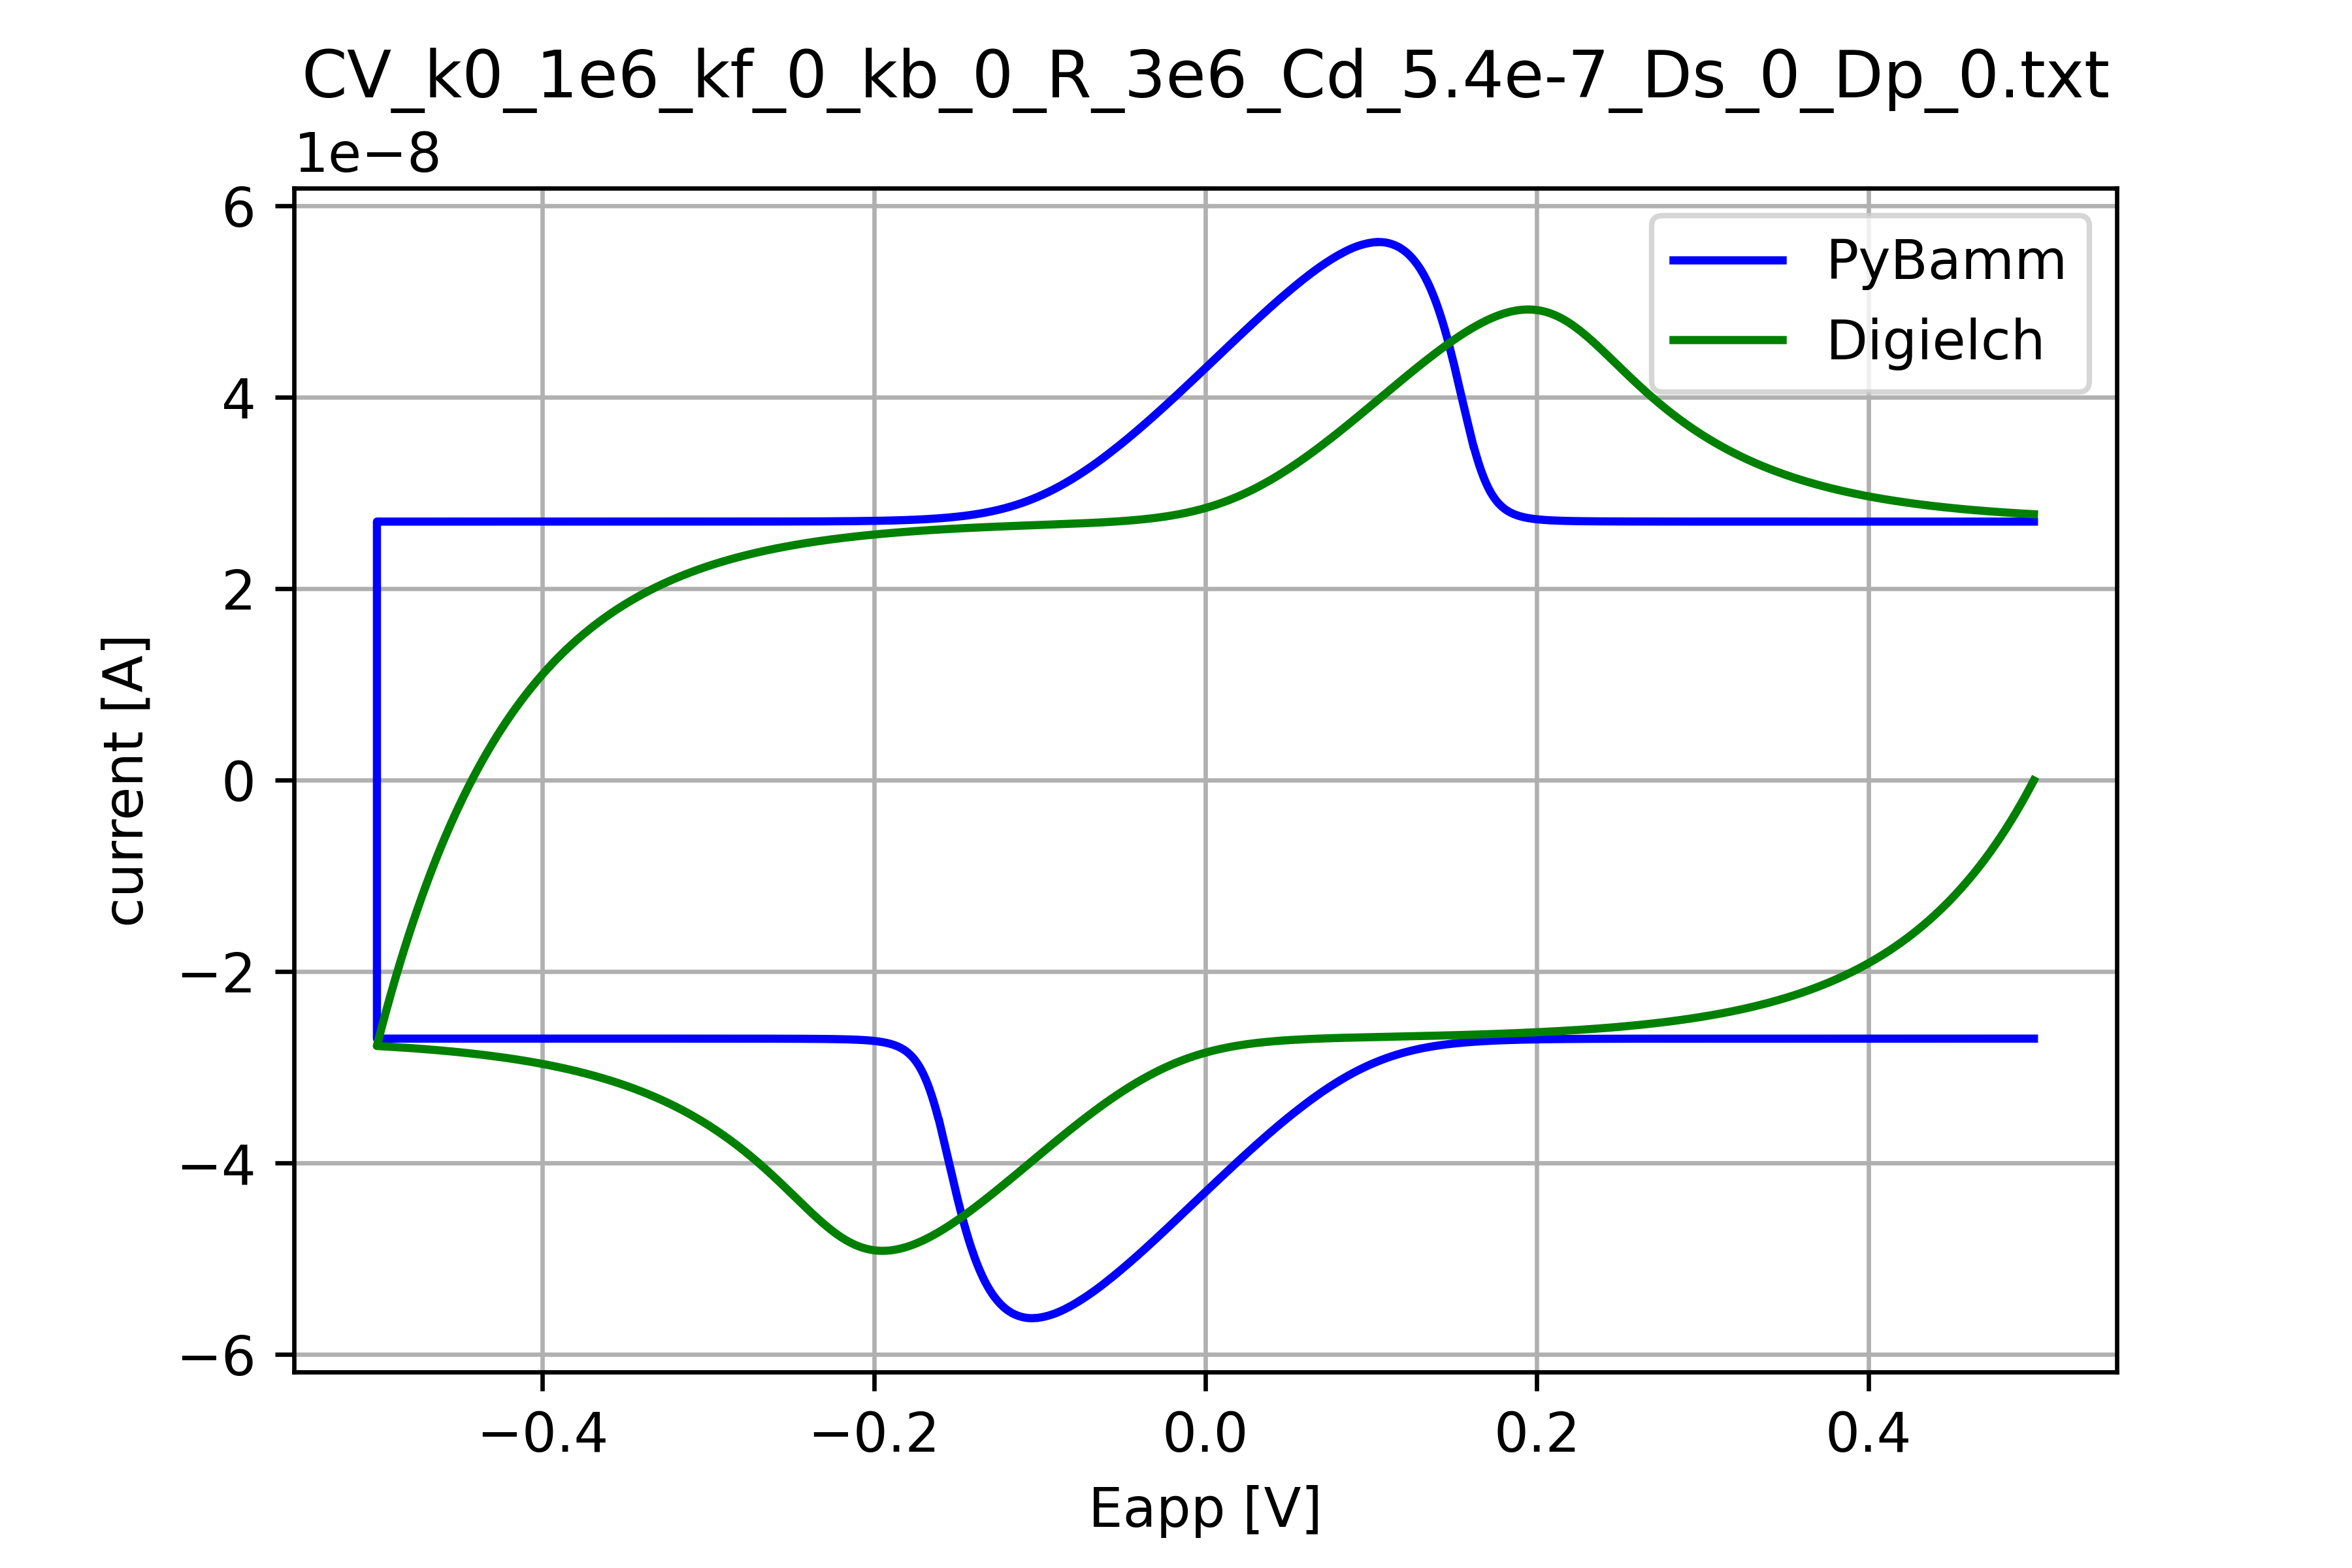 CV_k0_1e6_kf_0_kb_0_R_3e6_Cd_5.4e-7_Ds_0_Dp_0.txt
1e−8
6
4
2
0
−2
−4
−6
current [A]
PyBamm
Digielch
−0.4 −0.2 0.0 0.2 0.4
Eapp [V]